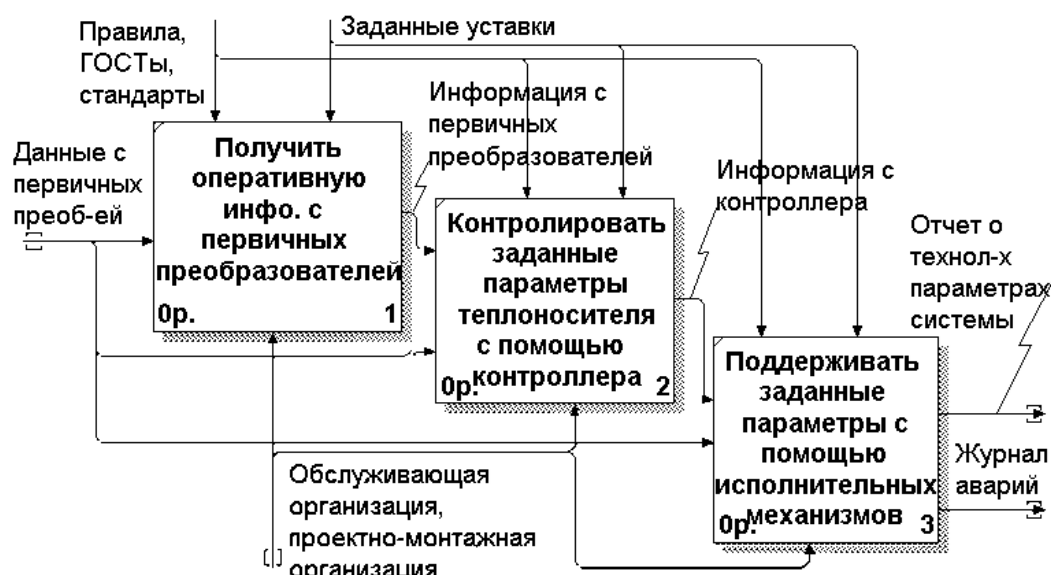 Правила,
ГОСТы,
стандарты
Заданные уставки
Данные с
первичных
преоб-ей
Получить
оперативную
инфо. с
первичных
преобразователей
0р.
1
Информация с
первичных
преобразователей
Контролировать
заданные
параметры
теплоносителя
с помощью
контроллера
0р.
2
Информация с
контроллера
Поддерживать
заданные
параметры с
помощью
исполнительных
механизмов
0р.
3
Отчет о
технол-х
параметрах
системы
Журнал
аварий
Обслуживающая
организация,
проектно-монтажная
организация